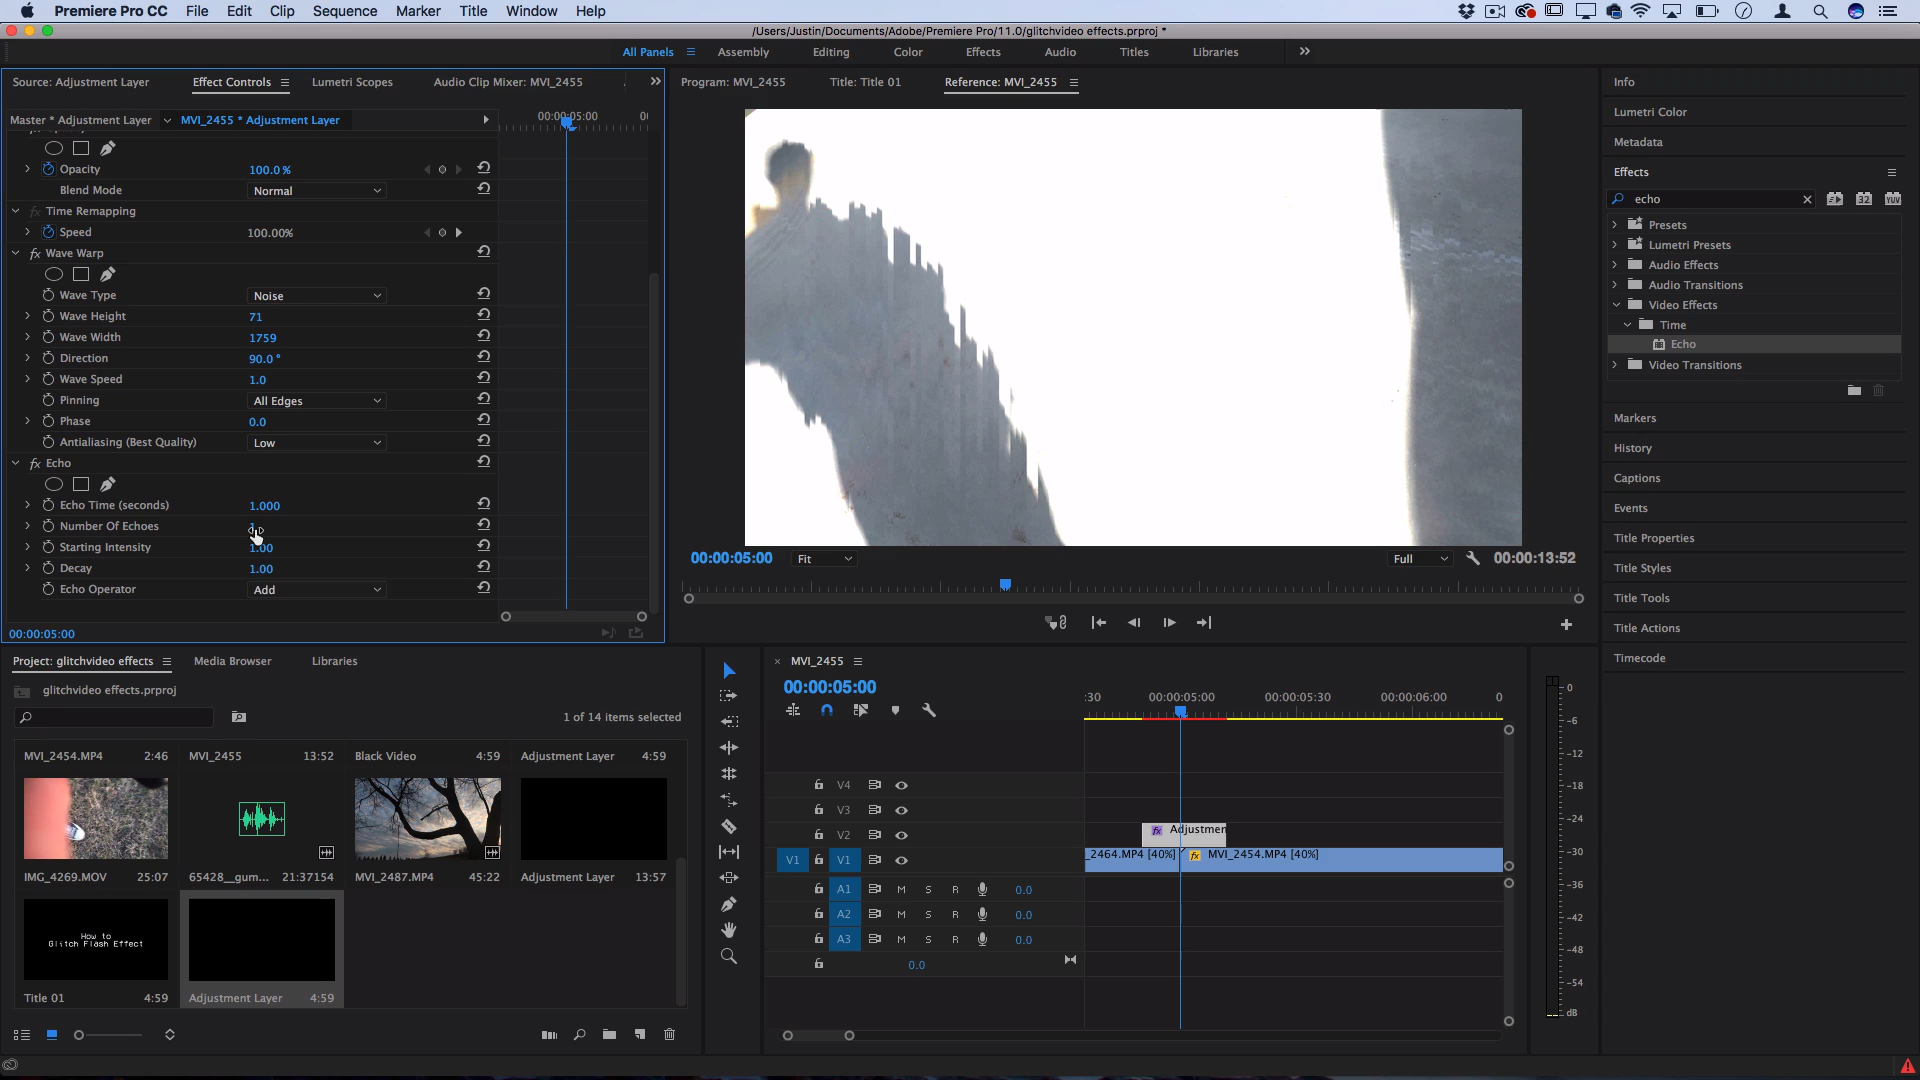 Premiere Pro CC File Edit Clip Sequence Marker Title Window Help
/Users/Justin/Documents/Adobe/Premiere Pro/11.0/glitchvideo effects.prproj *
All Panels Assembly Editing Color Effects Audio Titles Libraries
Source: Adjustment Layer Effect Controls Lumetri Scopes Audio Clip Mixer: MVI_2455
Master * Adjustment Layer MVI_2455 * Adjustment Layer
00:00:05:00
Opacity 100.0 %
Blend Mode Normal
fx Time Remapping
Speed 100.00%
fx Wave Warp
Wave Type Noise
Wave Height 71
Wave Width 1759
Direction 90.0 °
Wave Speed 1.0
Pinning All Edges
Phase 0.0
Antialiasing (Best Quality) Low
fx Echo
Echo Time (seconds) 1.000
Number Of Echoes
Starting Intensity 1.00
Decay 1.00
Echo Operator Add
00:00:05:00
Program: MVI_2455 Title: Title 01 Reference: MVI_2455
00:00:05:00 Fit Full 00:00:13:52
Info
Lumetri Color
Metadata
Effects
echo 32 YUV
Presets
Lumetri Presets
Audio Effects
Audio Transitions
Video Effects
Time
Echo
Video Transitions
Markers
History
Captions
Events
Title Properties
Title Styles
Title Tools
Title Actions
Timecode
Project: glitchvideo effects Media Browser Libraries
glitchvideo effects.prproj
1 of 14 items selected
MVI_2454.MP4 2:46 MVI_2455 13:52 Black Video 4:59 Adjustment Layer 4:59
IMG_4269.MOV 25:07 65428__gum... 21:37154 MVI_2487.MP4 45:22 Adjustment Layer 13:57
How to
Glitch Flash Effect
Title 01 4:59 Adjustment Layer 4:59
× MVI_2455
00:00:05:00
:30 00:00:05:00 00:00:05:30 00:00:06:00 0
V4
V3
V2 fx Adjustmen
V1 V1 _2464.MP4 [40%] fx MVI_2454.MP4 [40%]
A1 M S R 0.0
A2 M S R 0.0
A3 M S R 0.0
0.0
0
-6
-12
-18
-24
-30
-36
-42
-48
-54
dB